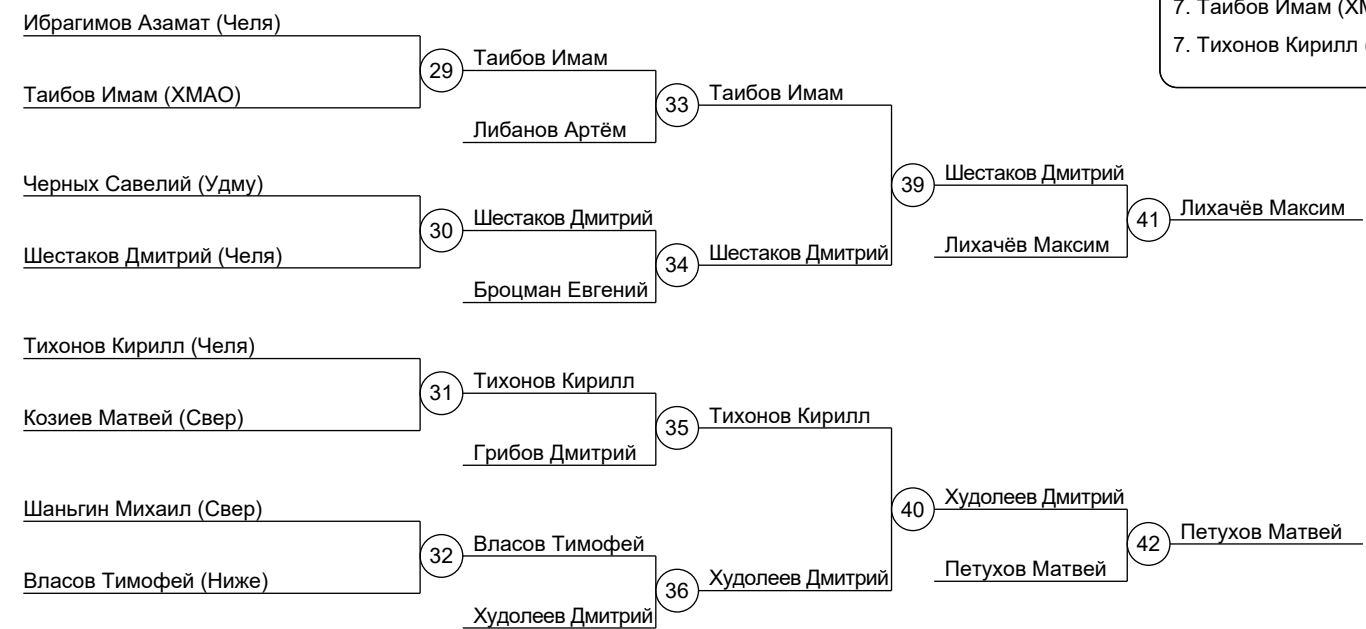 7. Таибов Имам
7. Тихонов Кирилл
Ибрагимов Азамат (Челя)
29
Таибов Имам
Таибов Имам (ХМАО)
33
Таибов Имам
Либанов Артём
Черных Савелий (Удму)
39
Шестаков Дмитрий
30
Шестаков Дмитрий
41
Лихачёв Максим
Шестаков Дмитрий (Челя)
34
Шестаков Дмитрий
Лихачёв Максим
Броцман Евгений
Тихонов Кирилл (Челя)
31
Тихонов Кирилл
Козиев Матвей (Свер)
35
Тихонов Кирилл
Грибов Дмитрий
Шаньгин Михаил (Свер)
40
Худолеев Дмитрий
32
Власов Тимофей
42
Петухов Матвей
Власов Тимофей (Ниже)
36
Худолеев Дмитрий
Петухов Матвей
Худолеев Дмитрий